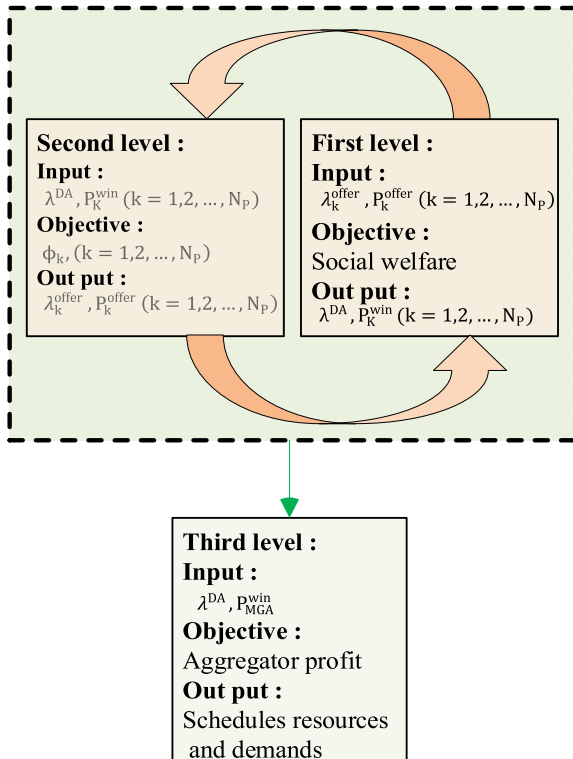 Second level :
Input :
λ^DA , P_K^win (k = 1,2, … , N_P)
Objective :
ϕ_k, (k = 1,2, … , N_P)
Out put :
λ_k^offer , P_k^offer (k = 1,2, … , N_P)
First level :
Input :
λ_k^offer , P_k^offer (k = 1,2, … , N_P)
Objective :
Social welfare
Out put :
λ^DA , P_K^win (k = 1,2, … , N_P)
Third level :
Input :
λ^DA , P_MGA^win
Objective :
Aggregator profit
Out put :
Schedules resources
and demands